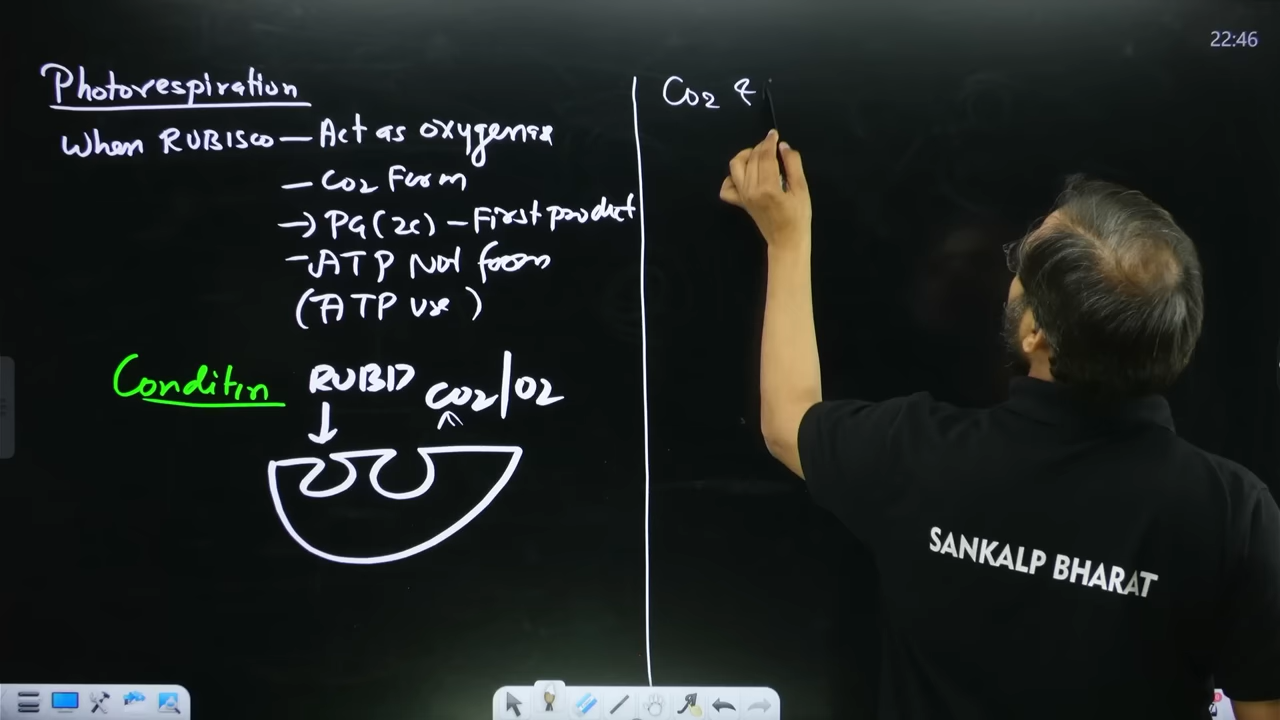 22:46
Photorespiration
When RUBISCO — Act as oxygenase
— CO2 Form
→ PG (2C) – First product
- ATP Not form
(ATP use)
Conditin
RUBP
CO2/O2
CO2 &
SANKALP BHARAT